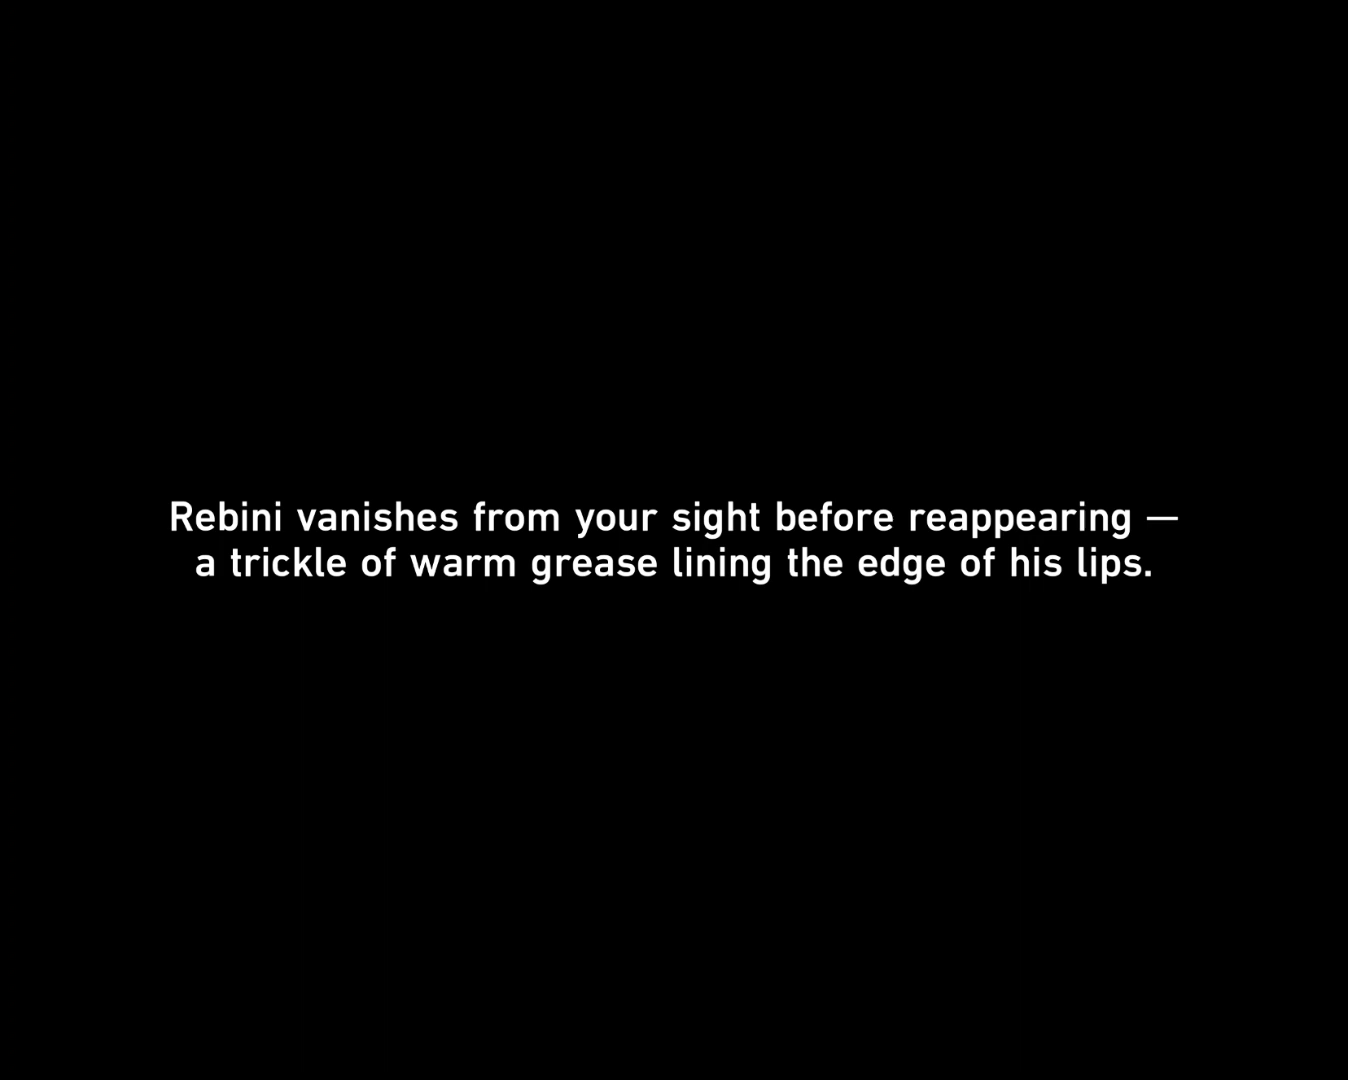 Rebini vanishes from your sight before reappearing —
a trickle of warm grease lining the edge of his lips.